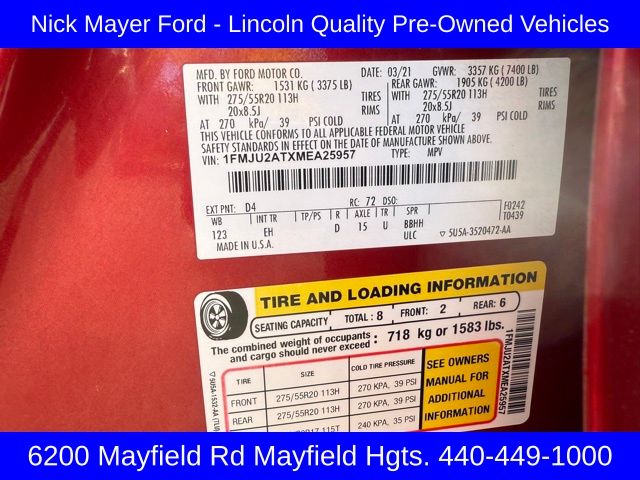 Nick Mayer Ford - Lincoln Quality Pre-Owned Vehicles
MFD. BY FORD MOTOR CO. DATE: 03/21 GVWR: 3357 KG (7400 LB)
FRONT GAWR: 1531 KG (3375 LB) REAR GAWR: 1905 KG (4200 LB)
WITH 275/55R20 113H TIRES WITH 275/55R20 113H TIRES
20x8.5J RIMS 20x8.5J RIMS
AT 270 kPa/ 39 PSI COLD AT 270 kPa/ 39 PSI COLD
THIS VEHICLE CONFORMS TO ALL APPLICABLE FEDERAL MOTOR VEHICLE
SAFETY STANDARDS IN EFFECT ON THE DATE OF MANUFACTURE SHOWN ABOVE.
VIN: 1FMJU2ATXMEA25957 TYPE: MPV
EXT PNT: D4 RC: 72 DSO: F0242
WB INT TR TP/PS R AXLE TR SPR T0439
123 EH D 15 U BBHH
MADE IN U.S.A. ULC ▽ 5USA-3520472-AA
TIRE AND LOADING INFORMATION
SEATING CAPACITY TOTAL: 8 FRONT: 2 REAR: 6
The combined weight of occupants and cargo should never exceed: 718 kg or 1583 lbs.
TIRE SIZE COLD TIRE PRESSURE
FRONT 275/55R20 113H 270 KPA, 39 PSI
REAR 275/55R20 113H 270 KPA, 39 PSI
115T 240 KPA, 35 PSI
SEE OWNERS
MANUAL FOR
ADDITIONAL
INFORMATION
1FMJU2ATXMEA25957
6200 Mayfield Rd Mayfield Hgts. 440-449-1000